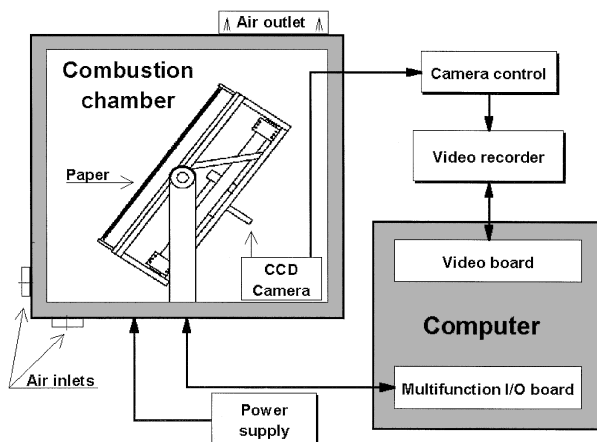 Air outlet
Combustion
chamber
Camera control
Video recorder
Paper
CCD
Camera
Video board
Computer
Air inlets
Multifunction I/O board
Power
supply